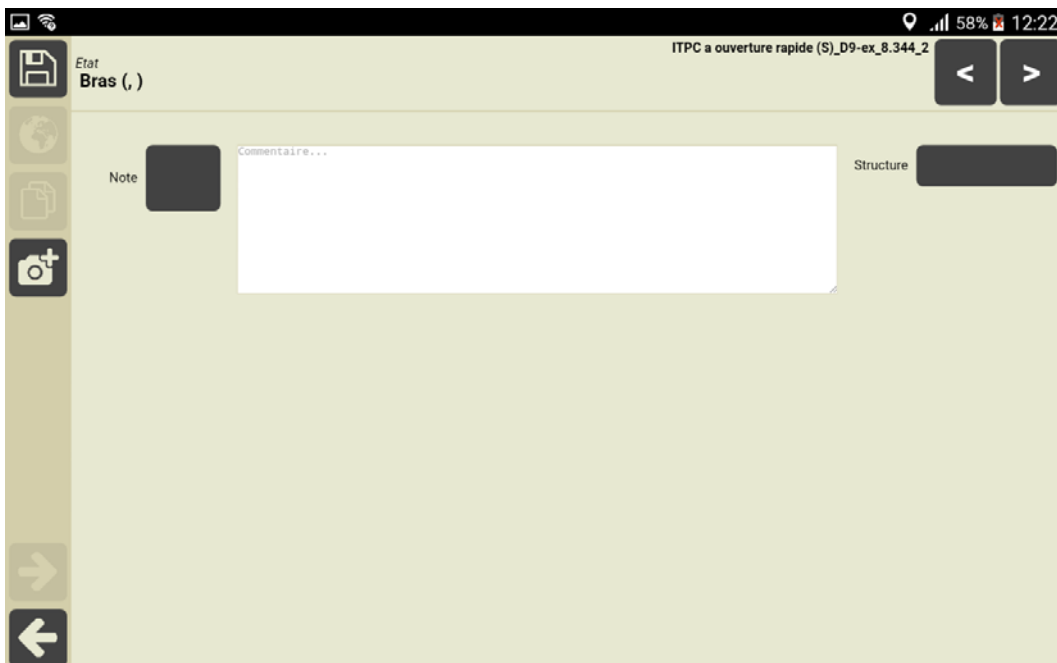 58% 12:22
Etat
Bras (, )
ITPC a ouverture rapide (S)_D9-ex_8.344_2
< >
Note
Commentaire...
Structure